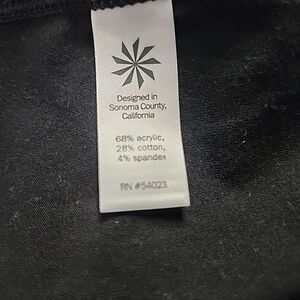 Designed in
Sonoma County,
California
68% acrylic,
28% cotton,
4% spandex
RN #54023